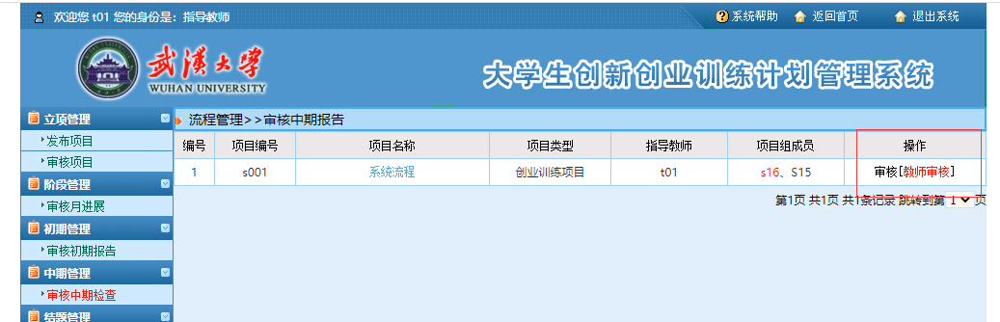 欢迎您 t01 您的身份是：指导教师 系统帮助 返回首页 退出系统
武汉大学
WUHAN UNIVERSITY
大学生创新创业训练计划管理系统
立项管理
发布项目
审核项目
阶段管理
审核月进展
初期管理
审核初期报告
中期管理
审核中期检查
结题管理
流程管理>>审核中期报告
编号 项目编号 项目名称 项目类型 指导教师 项目组成员 操作
1 s001 系统流程 创业训练项目 t01 s16、S15 审核[教师审核]
第1页 共1页 共1条记录 跳转到第 1 页